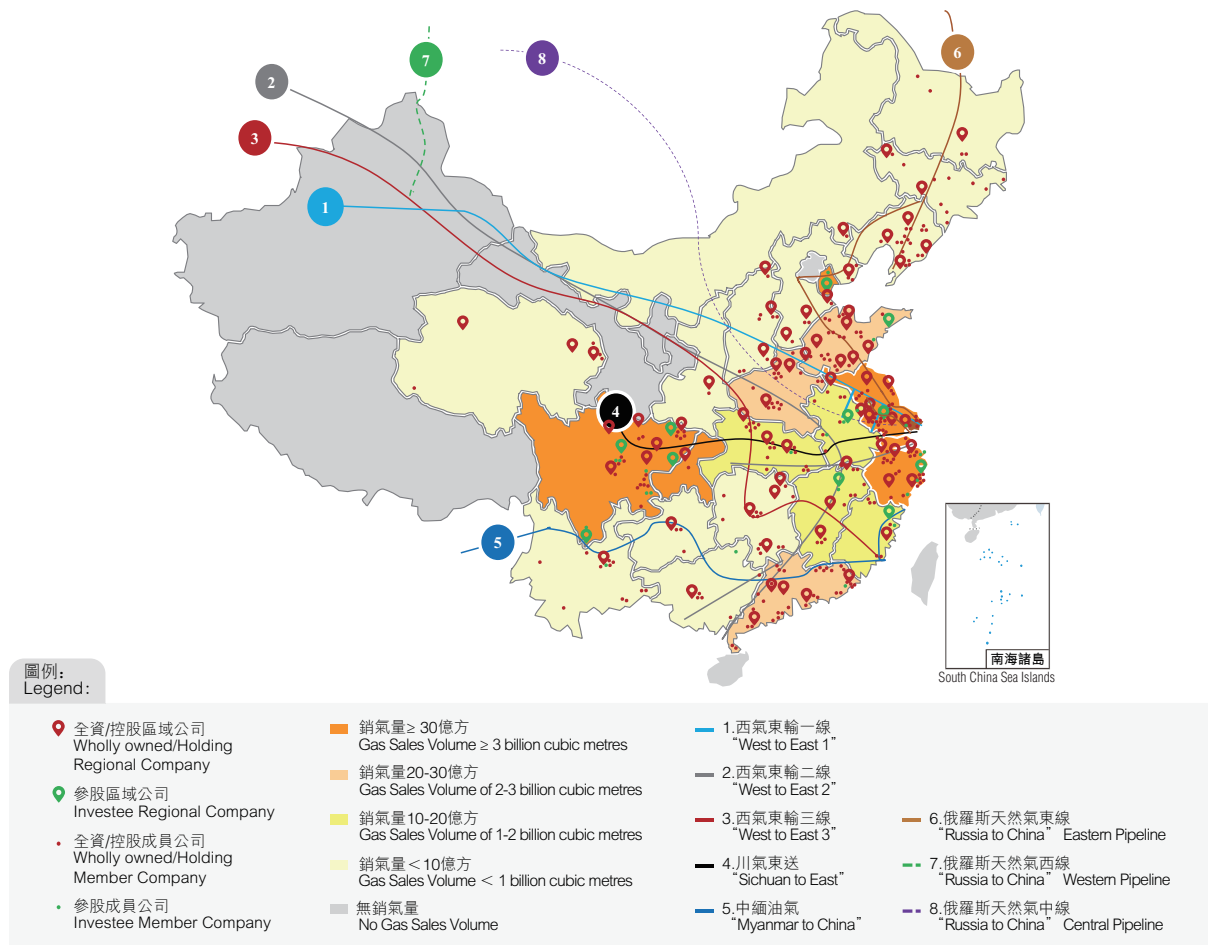 7
8
6
2
3
1
4
5
南海諸島
South China Sea Islands
圖例：
Legend：
全資/控股區域公司
Wholly owned/Holding
Regional Company
參股區域公司
Investee Regional Company
全資/控股成員公司
Wholly owned/Holding
Member Company
參股成員公司
Investee Member Company
銷氣量≥ 30億方
Gas Sales Volume ≥ 3 billion cubic metres
銷氣量20-30億方
Gas Sales Volume of 2-3 billion cubic metres
銷氣量10-20億方
Gas Sales Volume of 1-2 billion cubic metres
銷氣量＜10億方
Gas Sales Volume ＜ 1 billion cubic metres
無銷氣量
No Gas Sales Volume
1.西氣東輸一線
“West to East 1”
2.西氣東輸二線
“West to East 2”
3.西氣東輸三線
“West to East 3”
4.川氣東送
“Sichuan to East”
5.中緬油氣
“Myanmar to China”
6.俄羅斯天然氣東線
“Russia to China” Eastern Pipeline
7.俄羅斯天然氣西線
“Russia to China” Western Pipeline
8.俄羅斯天然氣中線
“Russia to China” Central Pipeline